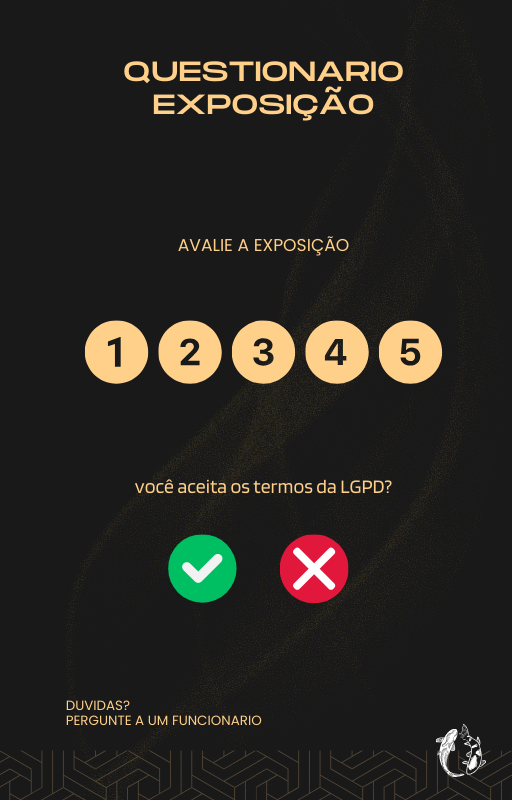 QUESTIONARIO
EXPOSIÇÃO
AVALIE A EXPOSIÇÃO
1 2 3 4 5
você aceita os termos da LGPD?
DUVIDAS?
PERGUNTE A UM FUNCIONARIO